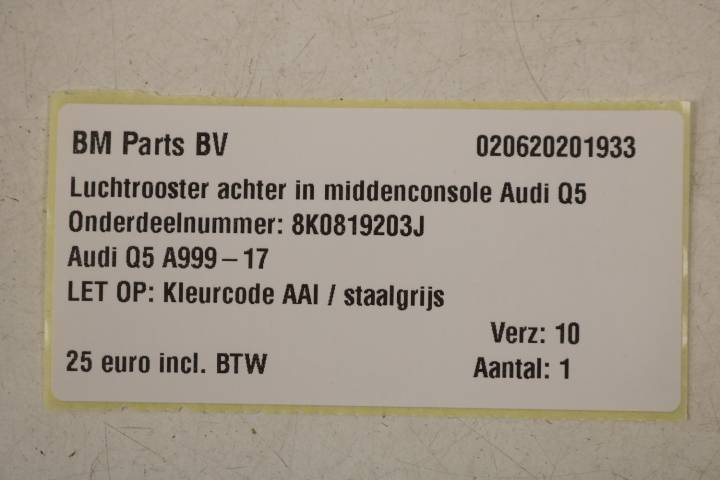 BM Parts BV 020620201933
Luchtrooster achter in middenconsole Audi Q5
Onderdeelnummer: 8K0819203J
Audi Q5 A999-17
LET OP: Kleurcode AAI / staalgrijs
Verz: 10
25 euro incl. BTW Aantal: 1